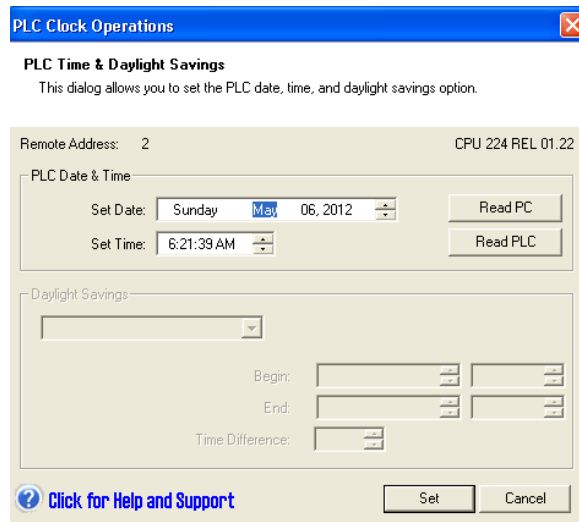 PLC Clock Operations
PLC Time & Daylight Savings
This dialog allows you to set the PLC date, time, and daylight savings option.
Remote Address: 2 CPU 224 REL 01.22
PLC Date & Time
Set Date: Sunday May 06, 2012 Read PC
Set Time: 6:21:39 AM Read PLC
Daylight Savings
Begin:
End:
Time Difference:
Click for Help and Support Set Cancel